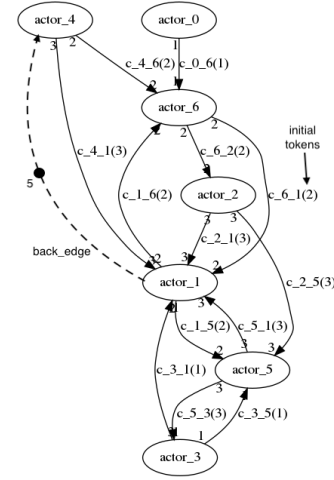 actor_4
actor_0
3
2
1
c_4_6(2)
c_0_6(1)
2
actor_6
2
2
c_6_2(2)
initial
tokens
c_4_1(3)
c_1_6(2)
actor_2
c_6_1(2)
5
3
3
c_2_1(3)
back_edge
3
2
2
actor_1
c_2_5(3)
3
c_1_5(2)
c_5_1(3)
2
3
3
c_3_1(1)
actor_5
3
c_5_3(3)
c_3_5(1)
1
actor_3